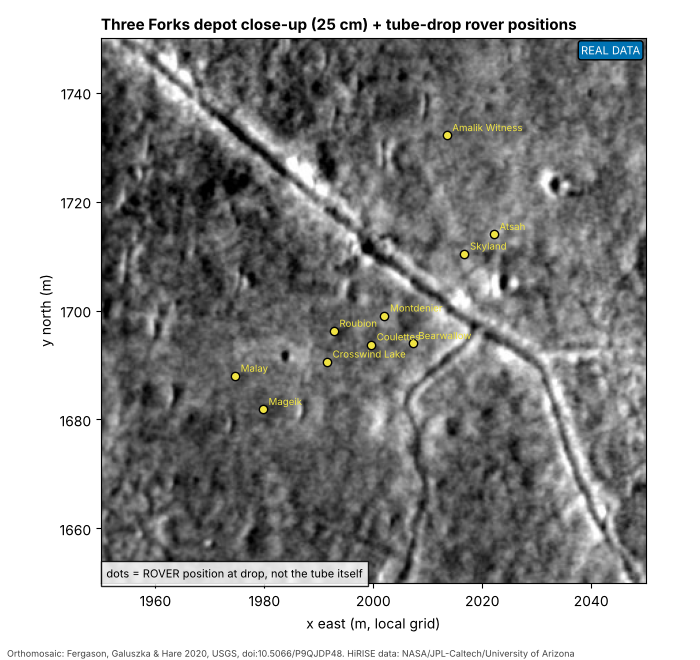 Three Forks depot close-up (25 cm) + tube-drop rover positions
REAL DATA
1740
1720
1700
1680
1660
y north (m)
Amalik Witness
Atsah
Skyland
Montdenier
Roubion
Coulettes
Bearwallow
Crosswind Lake
Malay
Mageik
dots = ROVER position at drop, not the tube itself
1960
1980
2000
2020
2040
x east (m, local grid)
Orthomosaic: Fergason, Galuszka & Hare 2020, USGS, doi:10.5066/P9QJDP48. HiRISE data: NASA/JPL-Caltech/University of Arizona